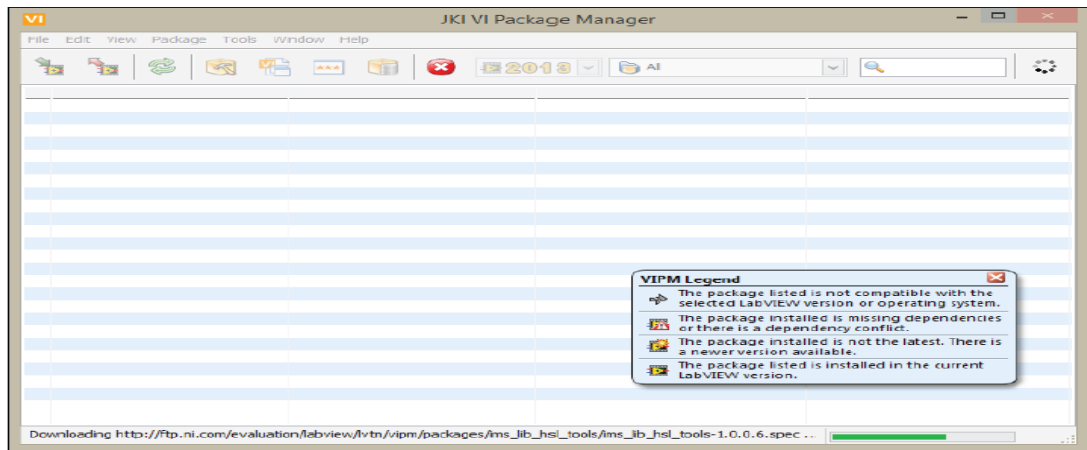 VI JKI VI Package Manager
File Edit View Package Tools Window Help
2013 All
VIPM Legend
The package listed is not compatible with the
selected LabVIEW version or operating system.
The package installed is missing dependencies
or there is a dependency conflict.
The package installed is not the latest. There is
a newer version available.
The package listed is installed in the current
LabVIEW version.
Downloading http://ftp.ni.com/evaluation/labview/lvtn/vipm/packages/ims_lib_hsl_tools/ims_lib_hsl_tools-1.0.0.6.spec ...